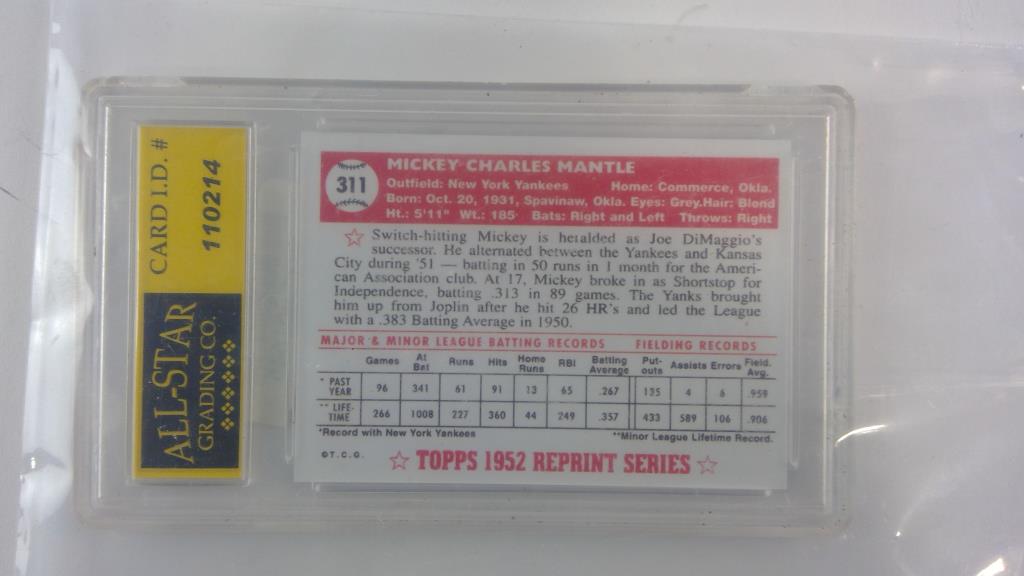 CARD I.D. #
110214
ALL-STAR
GRADING CO.
311
MICKEY CHARLES MANTLE
Outfield: New York Yankees Home: Commerce, Okla.
Born: Oct. 20, 1931, Spavinaw, Okla. Eyes: Grey.Hair: Blend
Ht.: 5'11" Wt.: 185 Bats: Right and Left Throws: Right
Switch-hitting Mickey is heralded as Joe DiMaggio's
successor. He alternated between the Yankees and Kansas
City during '51 — batting in 50 runs in 1 month for the Ameri-
can Association club. At 17, Mickey broke in as Shortstop for
Independence, batting .313 in 89 games. The Yanks brought
him up from Joplin after he hit 26 HR's and led the League
with a .383 Batting Average in 1950.
MAJOR & MINOR LEAGUE BATTING RECORDS FIELDING RECORDS
Games At Bat Runs Hits Home Runs RBI Batting Average Put-outs Assists Errors Field. Avg.
* PAST YEAR 96 341 61 91 13 65 .267 135 4 6 .959
** LIFE-TIME 266 1008 227 360 44 249 .357 433 589 106 .906
*Record with New York Yankees **Minor League Lifetime Record.
©T.C.G. ☆ TOPPS 1952 REPRINT SERIES ☆